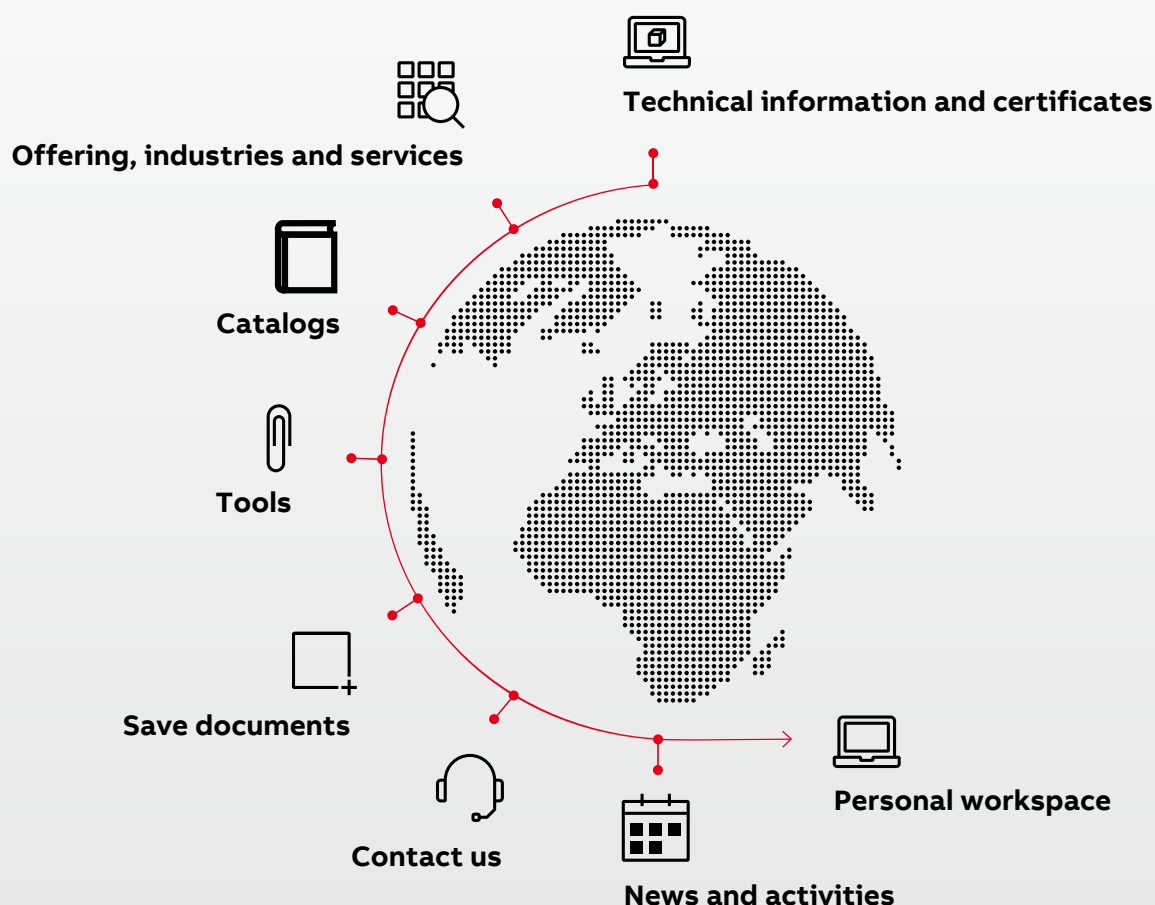 Technical information and certificates
Offering, industries and services
Catalogs
Tools
Save documents
Personal workspace
Contact us
News and activities